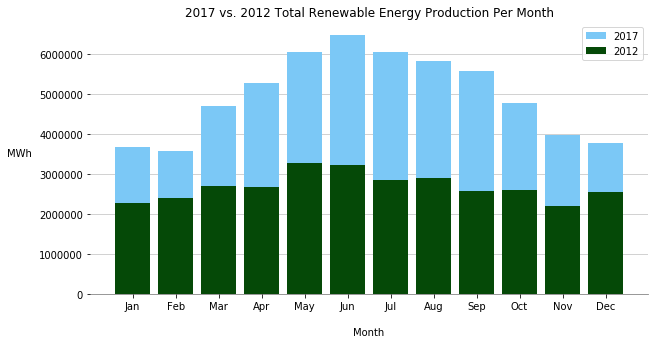 2017 vs. 2012 Total Renewable Energy Production Per Month
2017
2012
6000000
5000000
4000000
MWh
3000000
2000000
1000000
0
Jan Feb Mar Apr May Jun Jul Aug Sep Oct Nov Dec
Month